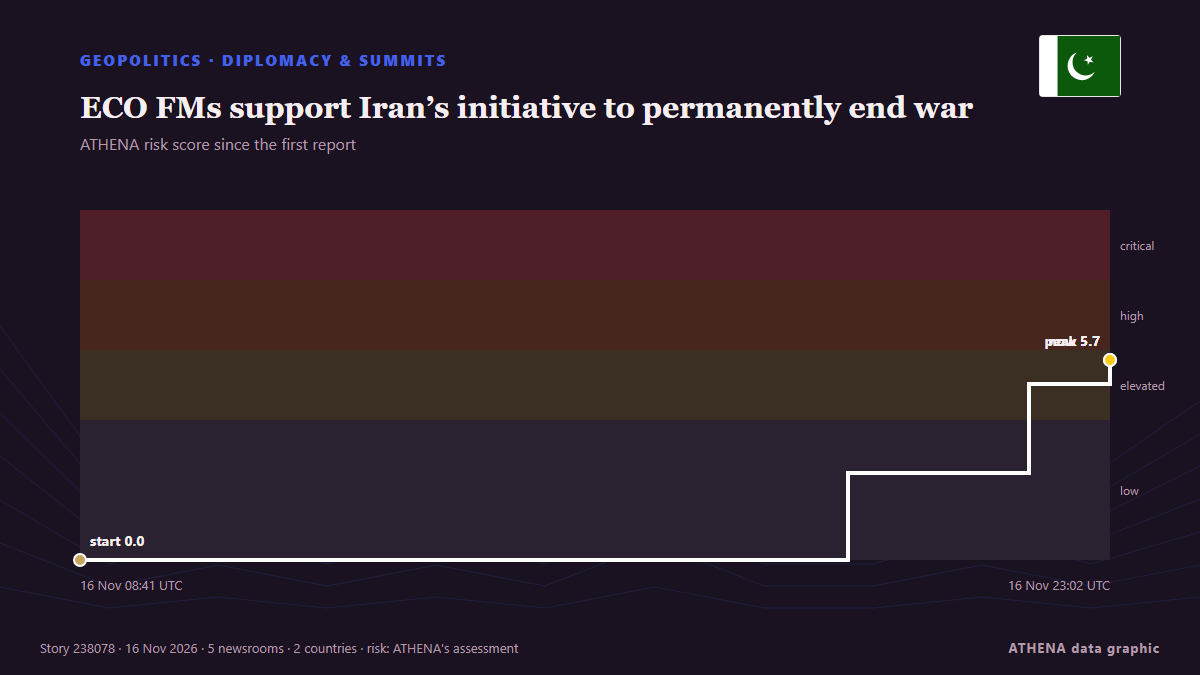 GEOPOLITICS · DIPLOMACY & SUMMITS
ECO FMs support Iran’s initiative to permanently end war
ATHENA risk score since the first report
critical
high
peak 5.7
elevated
low
start 0.0
16 Nov 08:41 UTC
16 Nov 23:02 UTC
Story 238078 · 16 Nov 2026 · 5 newsrooms · 2 countries · risk: ATHENA's assessment
ATHENA data graphic